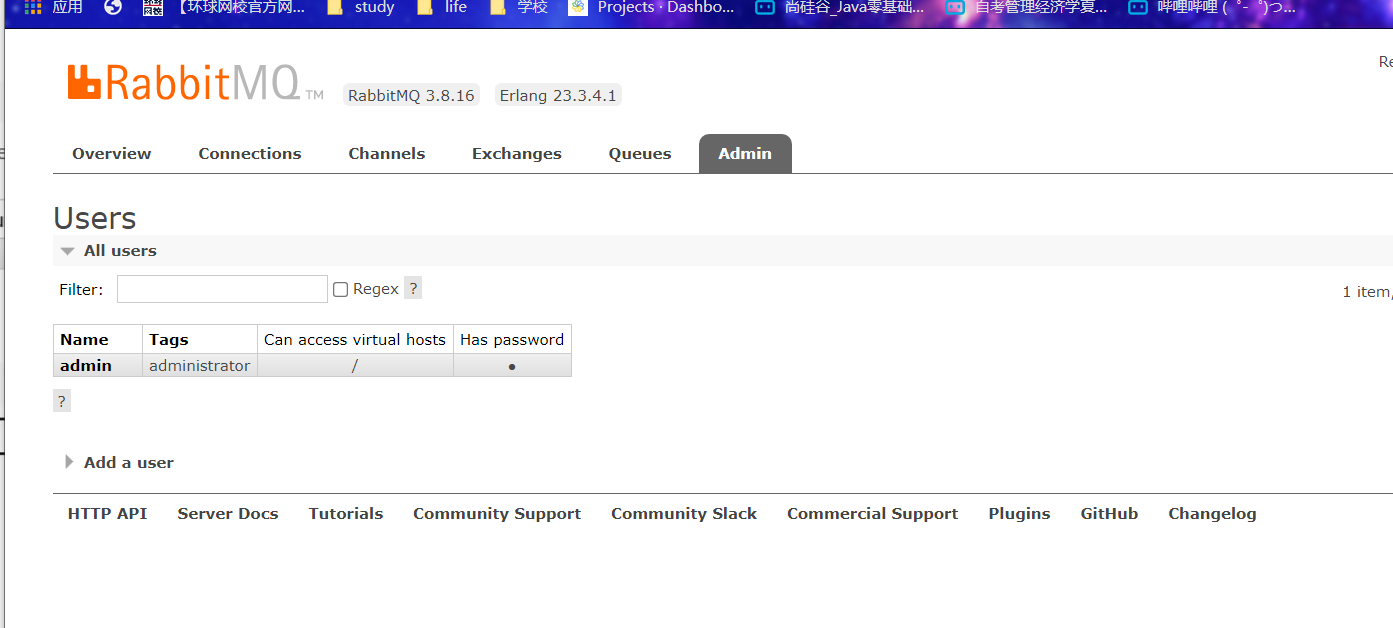 应用 【环球网校官方网... study life 学校 Projects · Dashbo... 尚硅谷_Java零基础... 自考管理经济学夏... 哔哩哔哩 (゜-゜)つ...
Re
RabbitMQ TM RabbitMQ 3.8.16 Erlang 23.3.4.1
Overview Connections Channels Exchanges Queues Admin
Users
All users
Filter: Regex ? 1 item,
Name Tags Can access virtual hosts Has password
admin administrator / ●
?
Add a user
HTTP API Server Docs Tutorials Community Support Community Slack Commercial Support Plugins GitHub Changelog